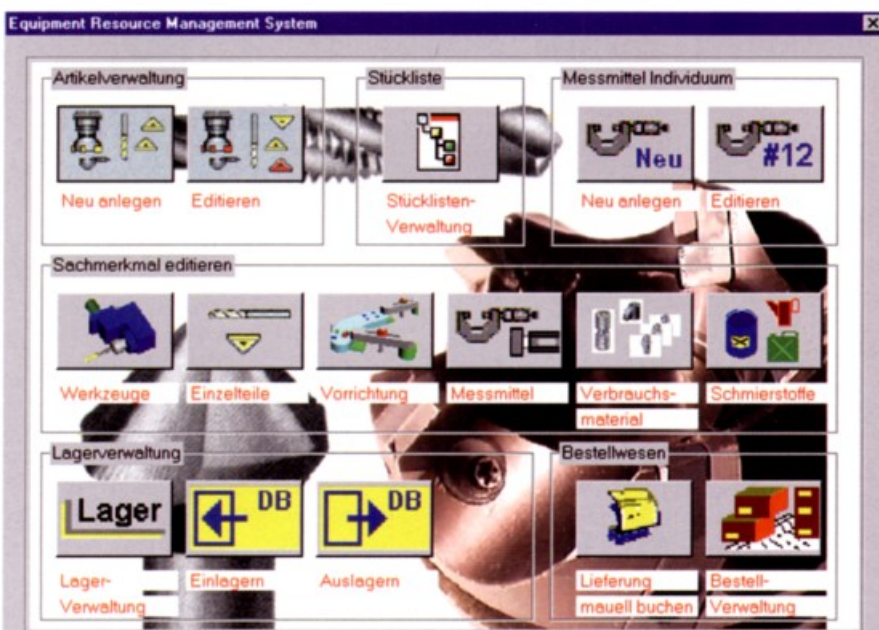 Equipment Resource Management System
Artikelverwaltung
Stückliste
Messmittel Individuum
Neu
#12
Neu anlegen
Editieren
Stücklisten-
Verwaltung
Neu anlegen
Editieren
Sachmerkmal editieren
Werkzeuge
Einzelteile
Vorrichtung
Messmittel
Verbrauchs-
material
Schmierstoffe
Lagerverwaltung
Bestellwesen
Lager
DB
DB
Lager-
Verwaltung
Einlagern
Auslagern
Lieferung
mauell buchen
Bestell-
Verwaltung